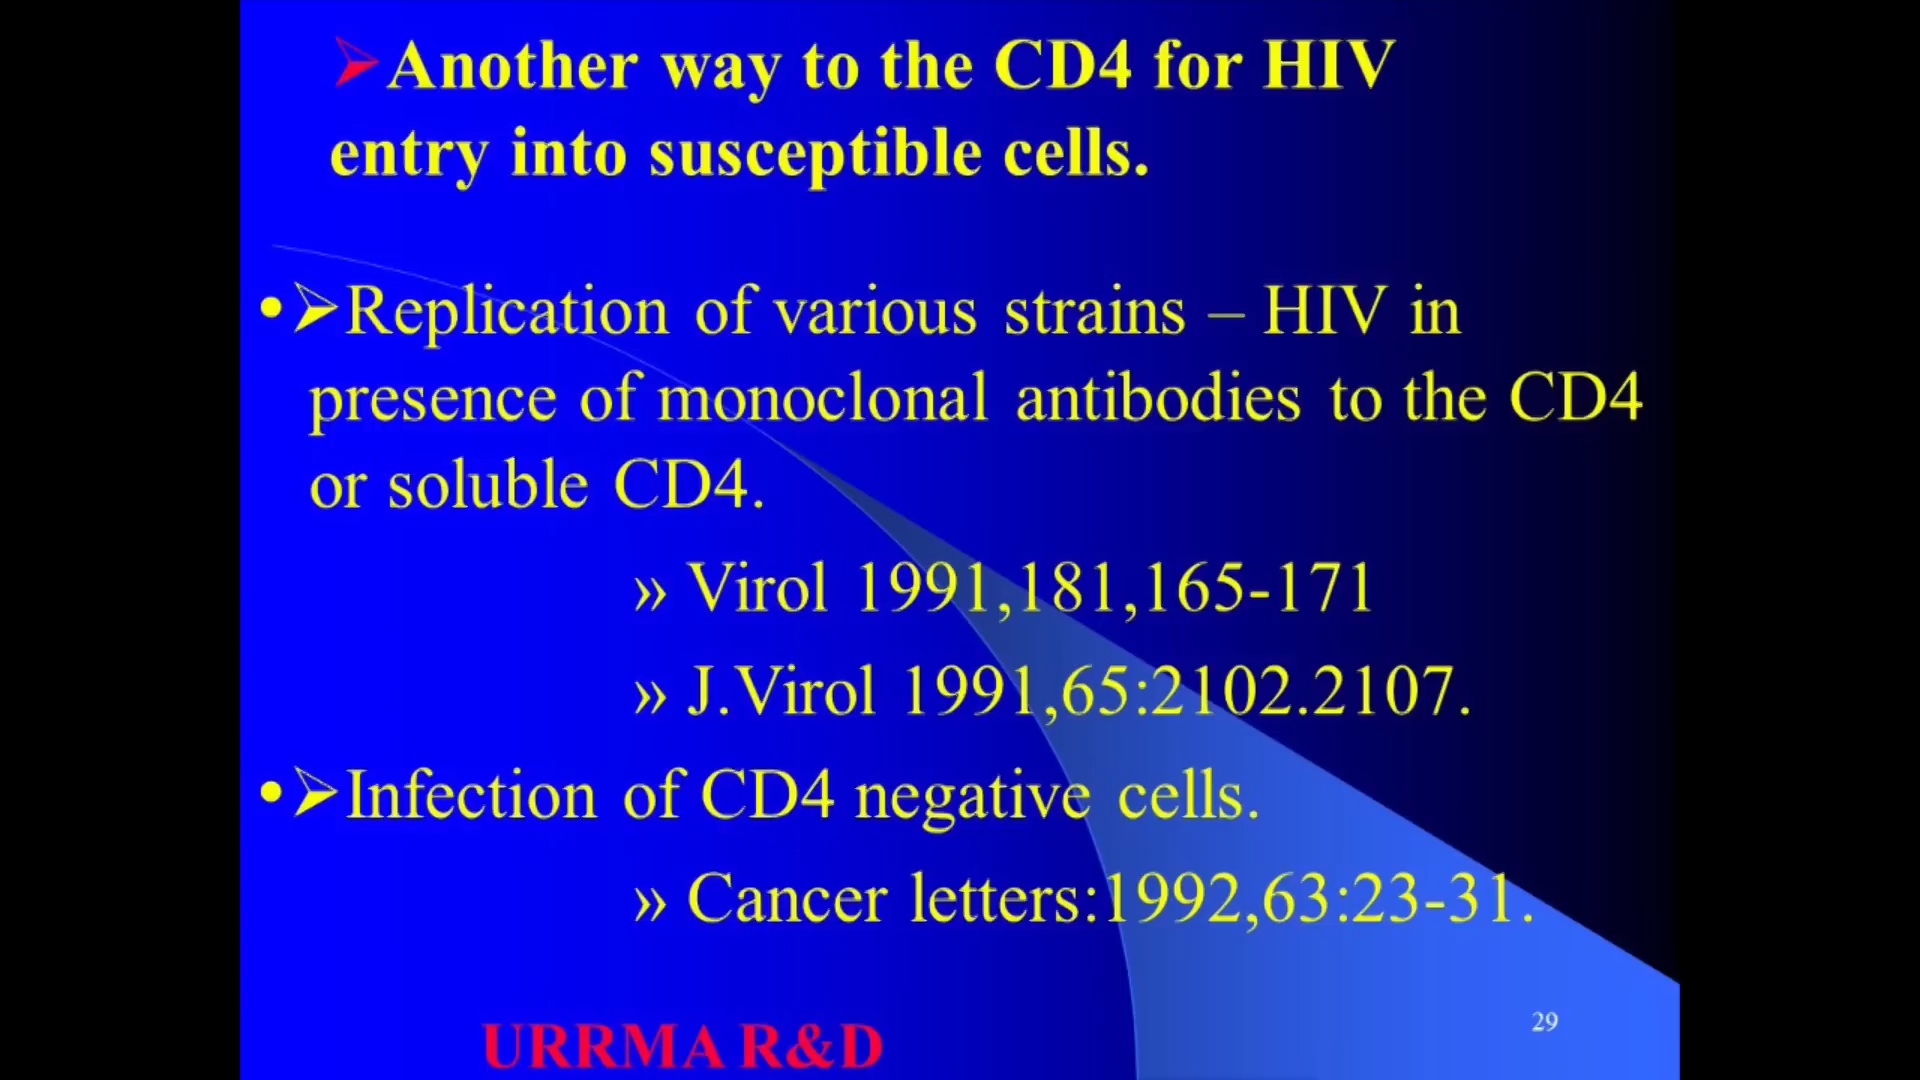 ➢Another way to the CD4 for HIV
entry into susceptible cells.
•➢Replication of various strains – HIV in
presence of monoclonal antibodies to the CD4
or soluble CD4.
» Virol 1991,181,165-171
» J.Virol 1991,65:2102.2107.
•➢Infection of CD4 negative cells.
» Cancer letters:1992,63:23-31.
URRMA R&D
29